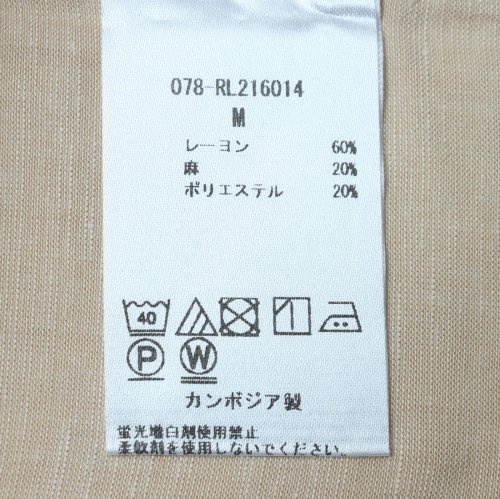 078-RL216014
M
レーヨン 60%
麻 20%
ポリエステル 20%
40
P W
カンボジア製
蛍光増白剤使用禁止
柔軟剤を使用しないでください。